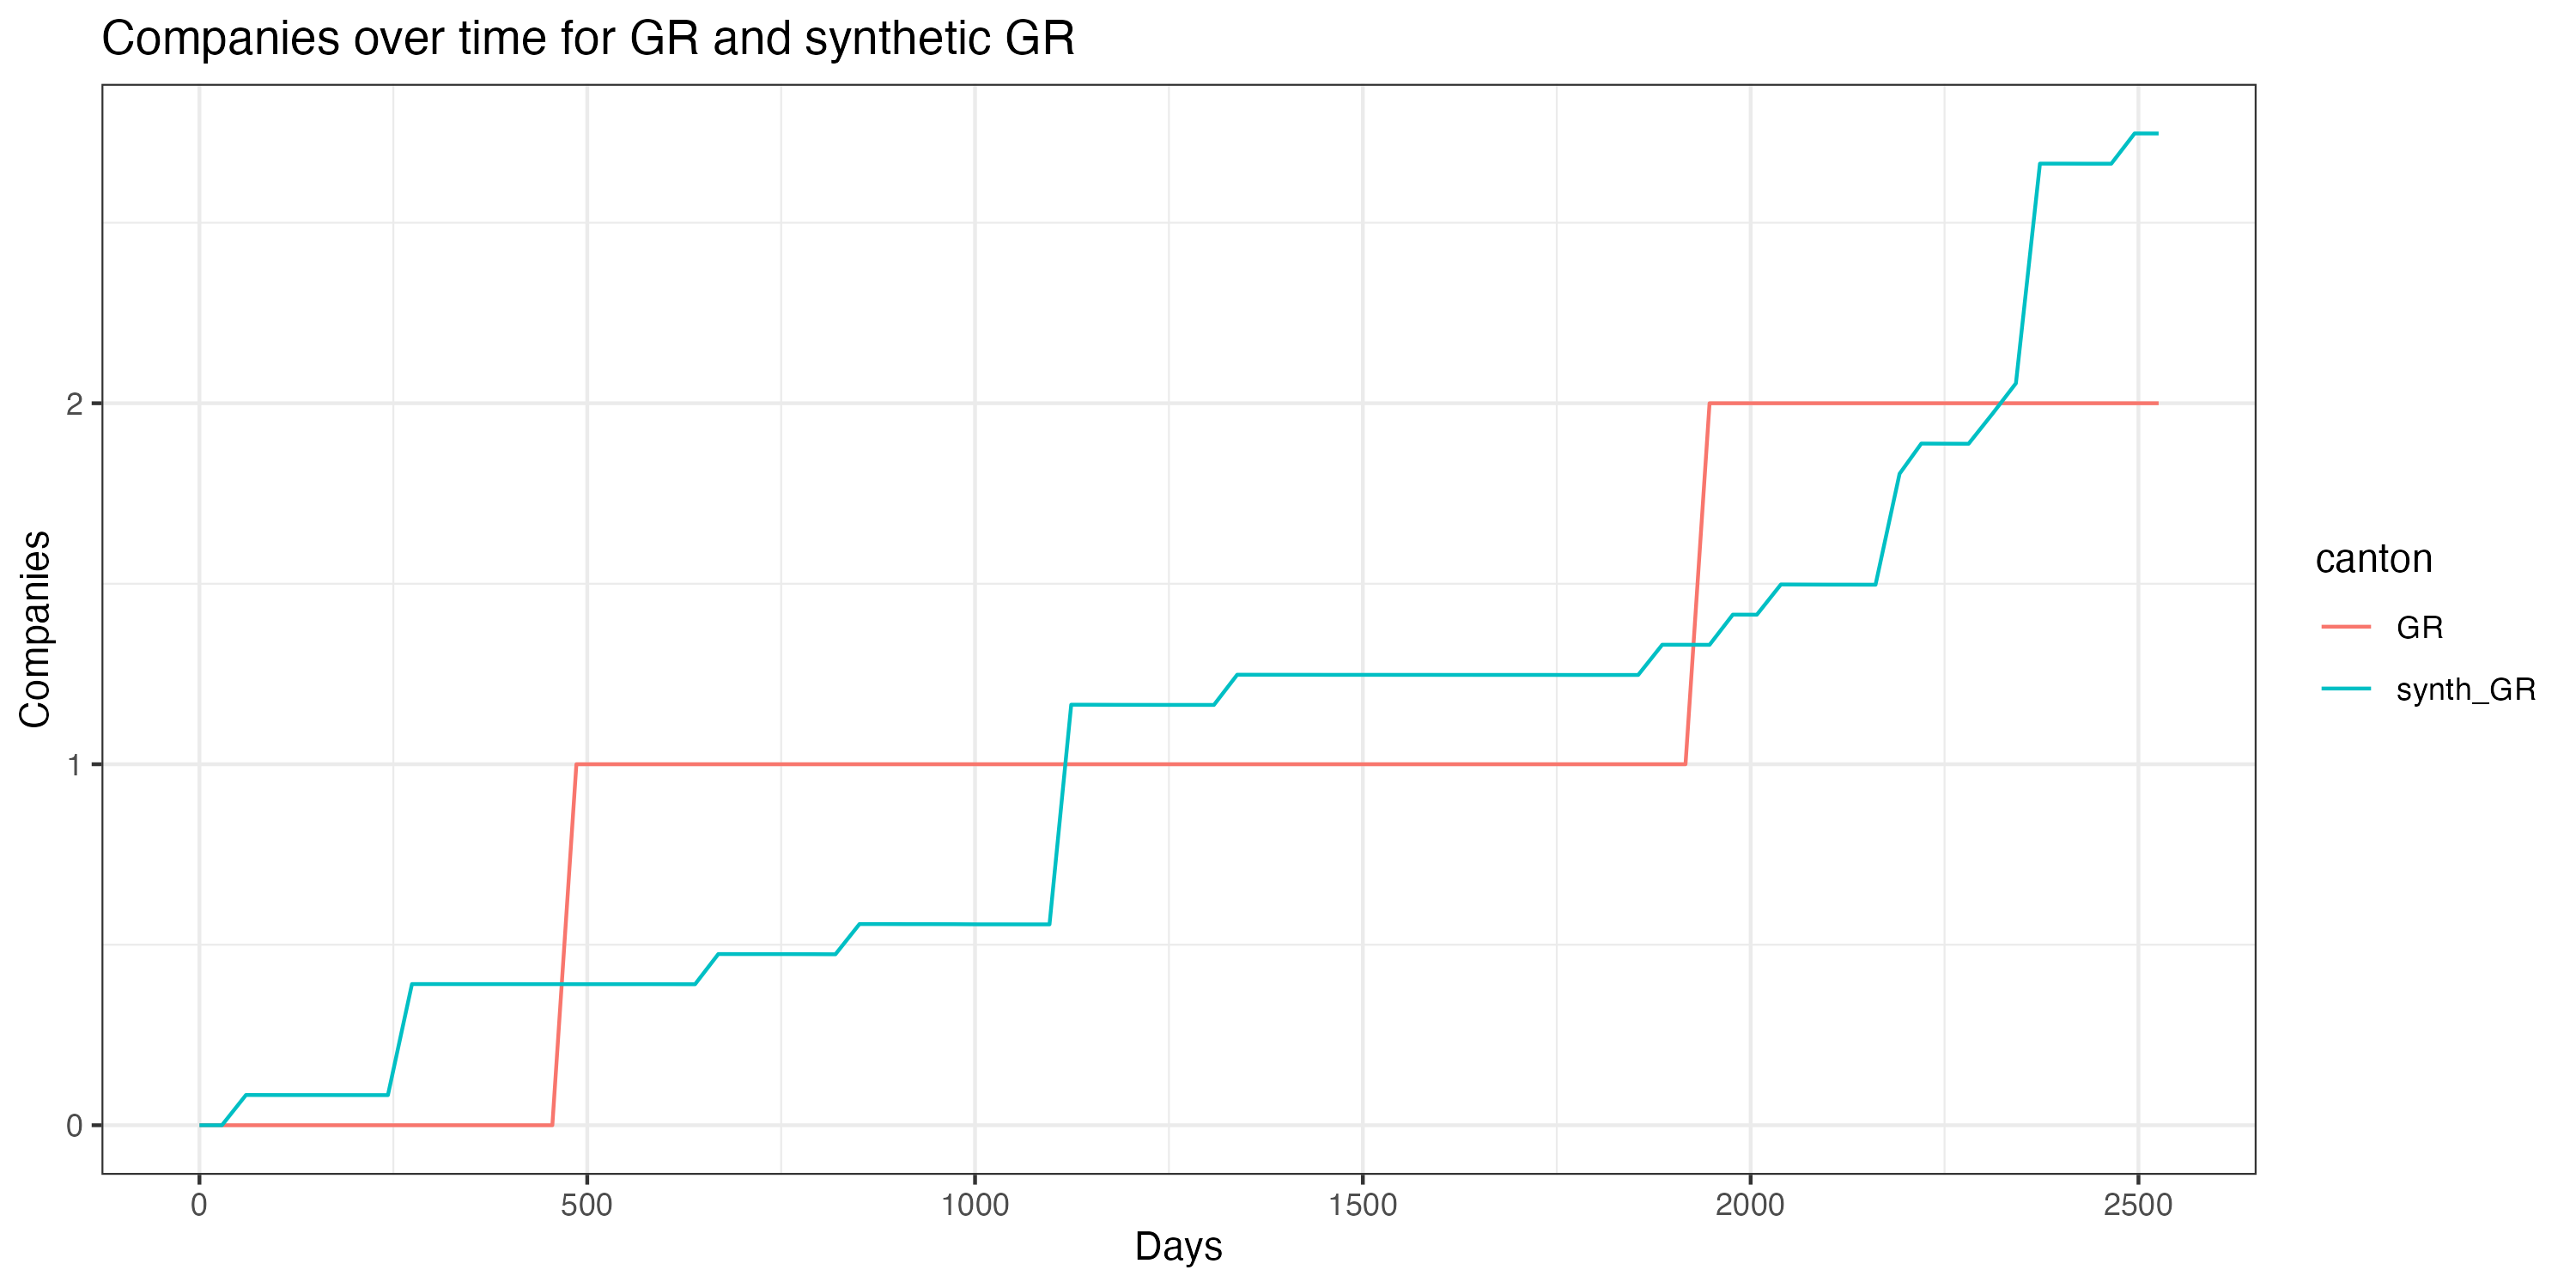 Companies over time for GR and synthetic GR
Companies
2
1
0
0 500 1000 1500 2000 2500
Days
canton
GR
synth_GR